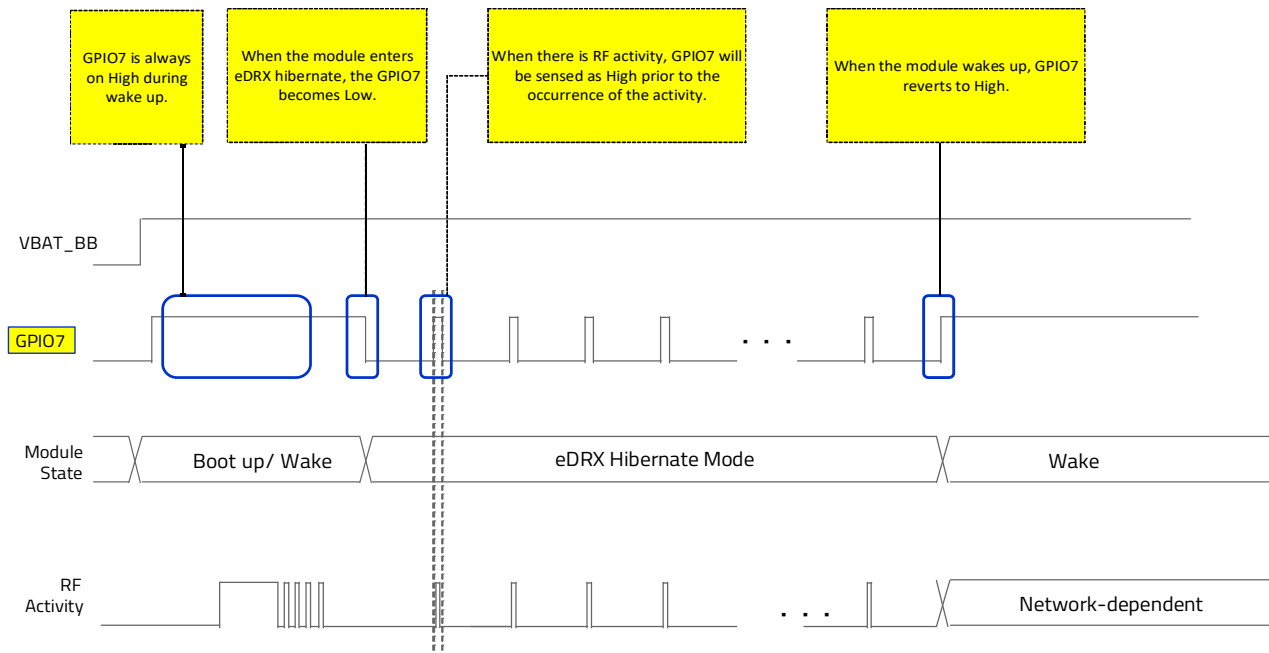 GPIO7 is always
on High during
wake up.
When the module enters
eDRX hibernate, the GPIO7
becomes Low.
When there is RF activity, GPIO7 will
be sensed as High prior to the
occurrence of the activity.
When the module wakes up, GPIO7
reverts to High.
VBAT_BB
GPIO7
. . .
Module
State
Boot up/ Wake
eDRX Hibernate Mode
Wake
RF
Activity
. . .
Network-dependent